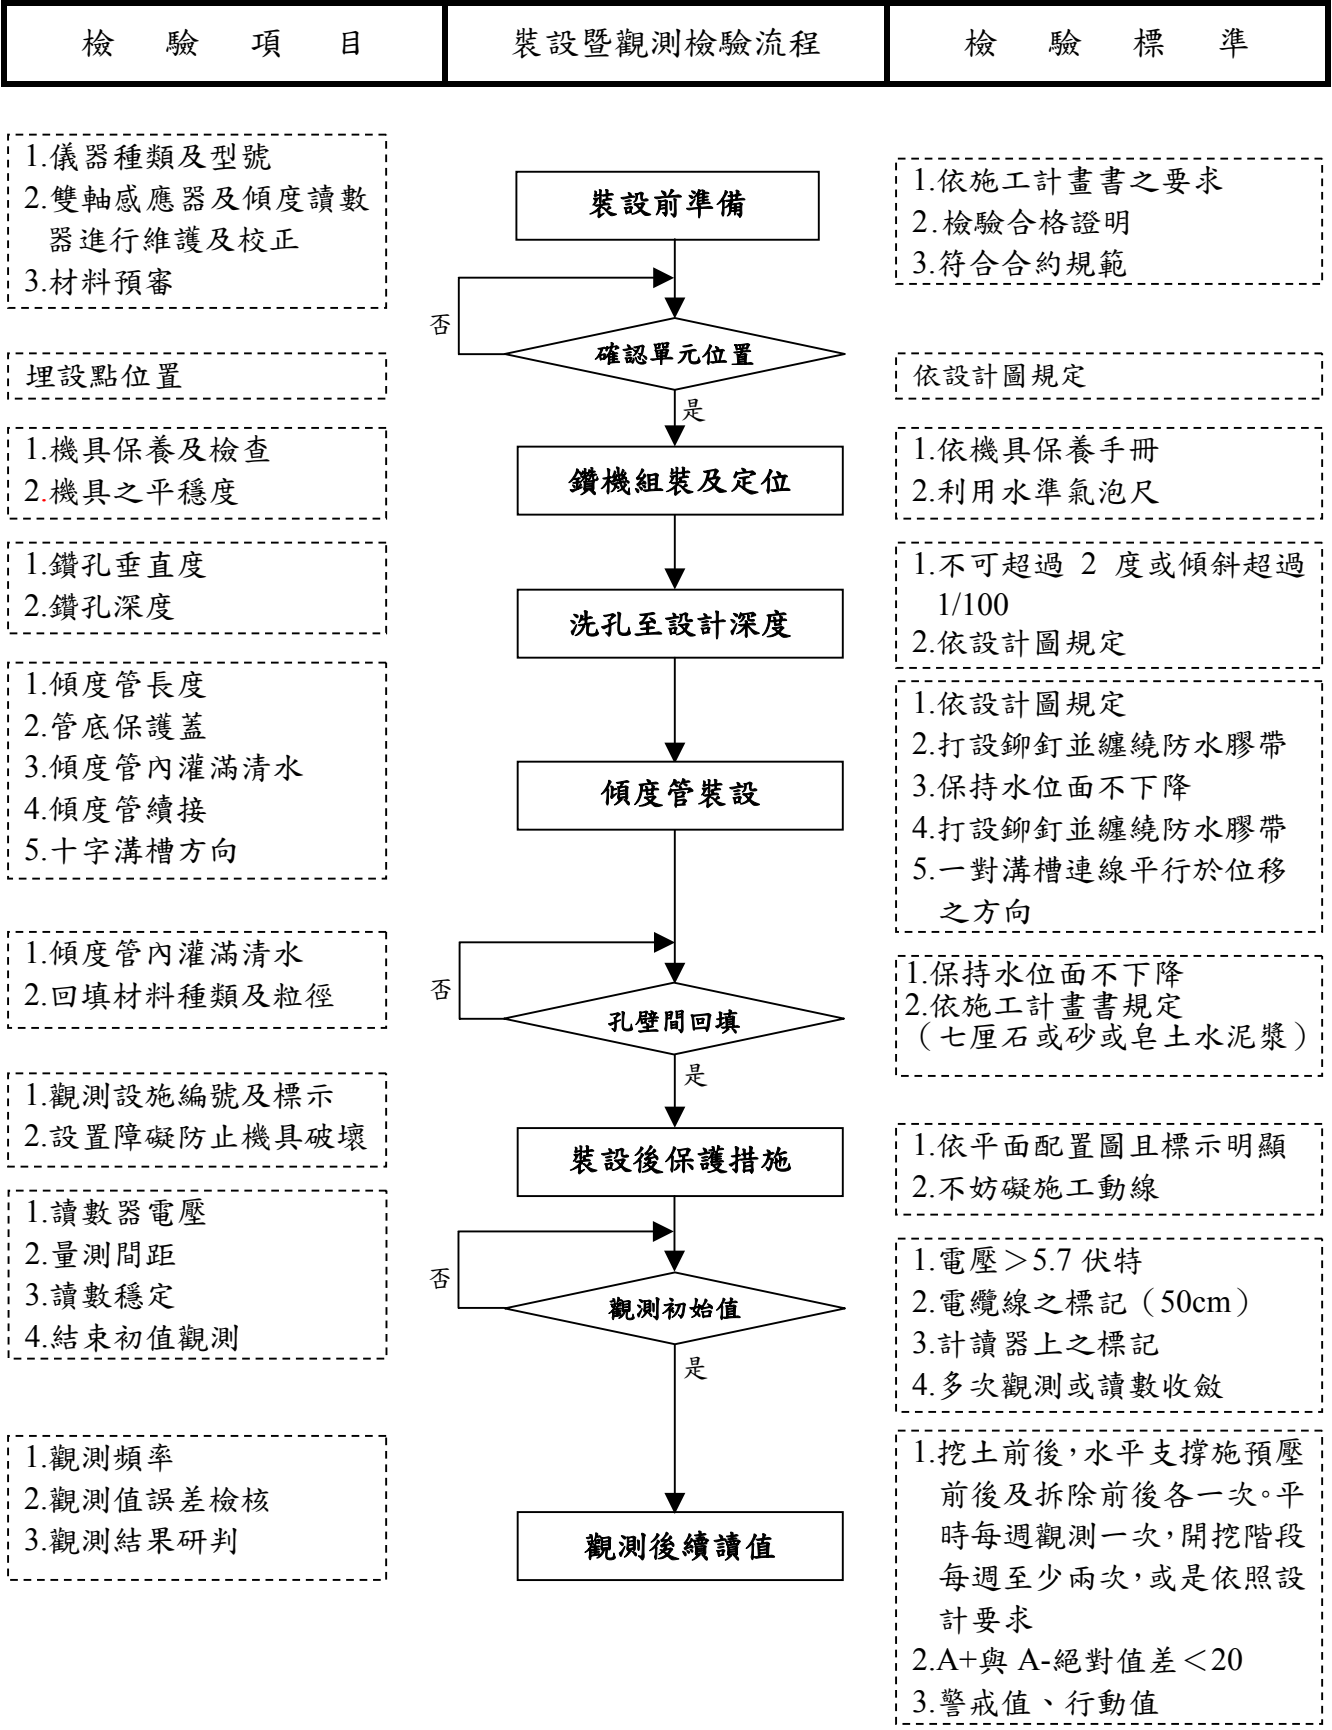 檢驗項目
裝設暨觀測檢驗流程
檢驗標準
1.儀器種類及型號
2.雙軸感應器及傾度讀數
器進行維護及校正
3.材料預審
裝設前準備
1.依施工計畫書之要求
2.檢驗合格證明
3.符合合約規範
否
確認單元位置
是
埋設點位置
依設計圖規定
1.機具保養及檢查
2.機具之平穩度
鑽機組裝及定位
1.依機具保養手冊
2.利用水準氣泡尺
1.鑽孔垂直度
2.鑽孔深度
洗孔至設計深度
1.不可超過 2 度或傾斜超過
1/100
2.依設計圖規定
1.傾度管長度
2.管底保護蓋
3.傾度管內灌滿清水
4.傾度管續接
5.十字溝槽方向
傾度管裝設
1.依設計圖規定
2.打設鉚釘並纏繞防水膠帶
3.保持水位面不下降
4.打設鉚釘並纏繞防水膠帶
5.一對溝槽連線平行於位移
之方向
1.傾度管內灌滿清水
2.回填材料種類及粒徑
否
孔壁間回填
是
1.保持水位面不下降
2.依施工計畫書規定
（七厘石或砂或皂土水泥漿）
1.觀測設施編號及標示
2.設置障礙防止機具破壞
裝設後保護措施
1.依平面配置圖且標示明顯
2.不妨礙施工動線
1.讀數器電壓
2.量測間距
3.讀數穩定
4.結束初值觀測
否
觀測初始值
是
1.電壓＞5.7 伏特
2.電纜線之標記（50cm）
3.計讀器上之標記
4.多次觀測或讀數收斂
1.觀測頻率
2.觀測值誤差檢核
3.觀測結果研判
觀測後續讀值
1.挖土前後，水平支撐施預壓
前後及拆除前後各一次。平
時每週觀測一次，開挖階段
每週至少兩次，或是依照設
計要求
2.A+與 A-絕對值差＜20
3.警戒值、行動值